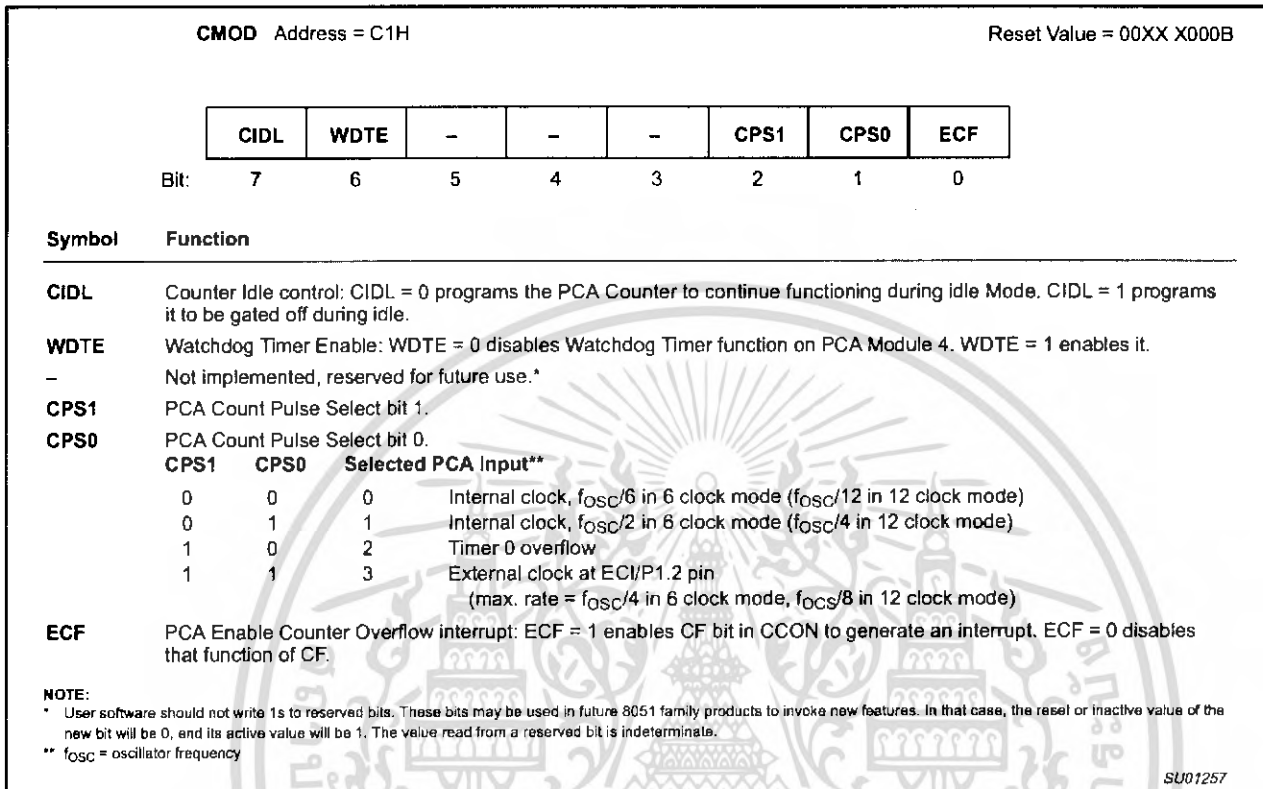 CMOD Address = C1H Reset Value = 00XX X000B
CIDL WDTE – – – CPS1 CPS0 ECF
Bit: 7 6 5 4 3 2 1 0
Symbol Function
CIDL Counter Idle control: CIDL = 0 programs the PCA Counter to continue functioning during idle Mode. CIDL = 1 programs
it to be gated off during idle.
WDTE Watchdog Timer Enable: WDTE = 0 disables Watchdog Timer function on PCA Module 4. WDTE = 1 enables it.
– Not implemented, reserved for future use.*
CPS1 PCA Count Pulse Select bit 1.
CPS0 PCA Count Pulse Select bit 0.
CPS1 CPS0 Selected PCA Input**
0 0 0 Internal clock, fOSC/6 in 6 clock mode (fOSC/12 in 12 clock mode)
0 1 1 Internal clock, fOSC/2 in 6 clock mode (fOSC/4 in 12 clock mode)
1 0 2 Timer 0 overflow
1 1 3 External clock at ECI/P1.2 pin
(max. rate = fOSC/4 in 6 clock mode, fOCS/8 in 12 clock mode)
ECF PCA Enable Counter Overflow interrupt: ECF = 1 enables CF bit in CCON to generate an interrupt. ECF = 0 disables
that function of CF.
NOTE:
* User software should not write 1s to reserved bits. These bits may be used in future 8051 family products to invoke new features. In that case, the reset or inactive value of the
new bit will be 0, and its active value will be 1. The value read from a reserved bit is indeterminate.
** fOSC = oscillator frequency
SU01257